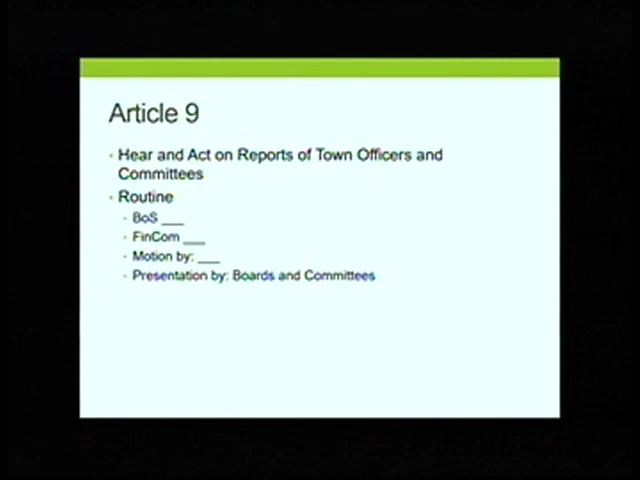 Article 9
• Hear and Act on Reports of Town Officers and
Committees
• Routine
• BoS ___
• FinCom ___
• Motion by: ___
• Presentation by: Boards and Committees